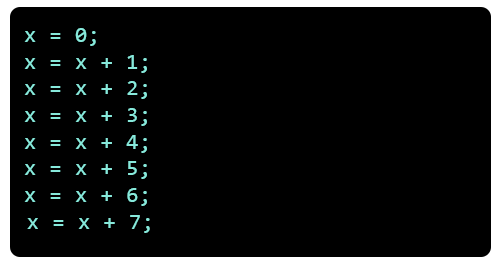 x = 0;
x = x + 1;
x = x + 2;
x = x + 3;
x = x + 4;
x = x + 5;
x = x + 6;
x = x + 7;